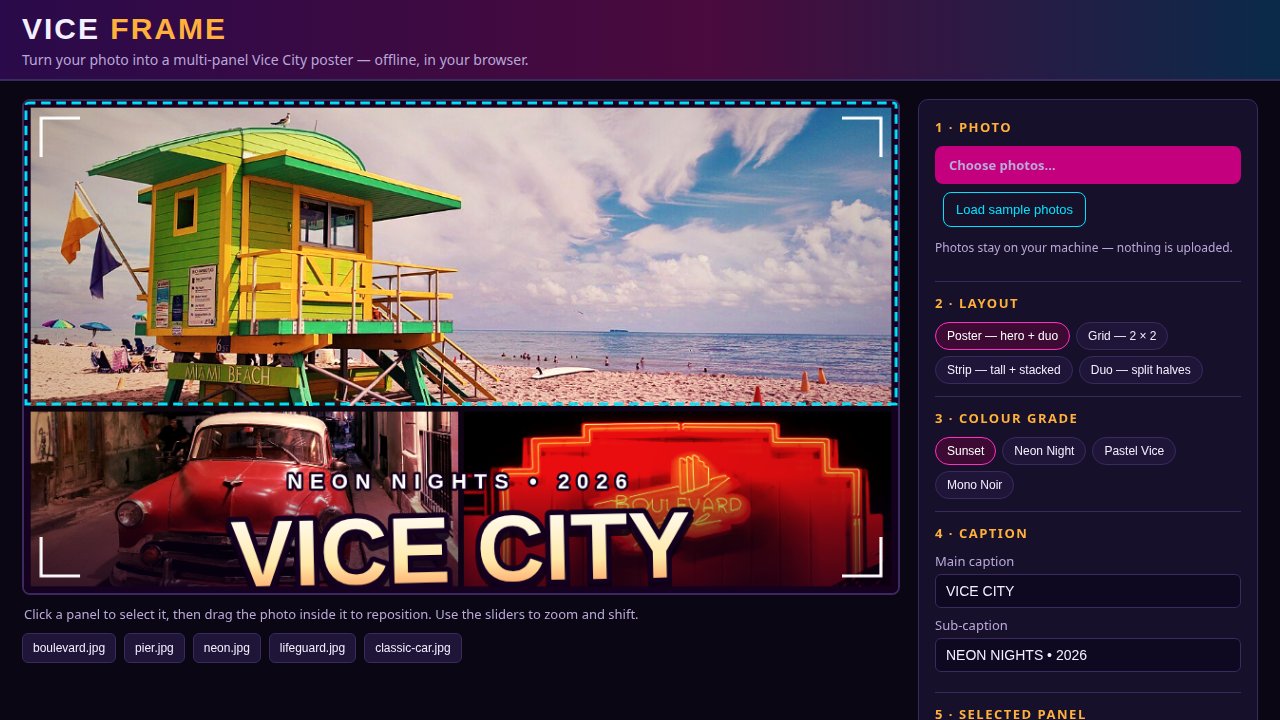 VICE FRAME
Turn your photo into a multi-panel Vice City poster — offline, in your browser.
MIAMI BEACH
BOULEVARD
NEON NIGHTS • 2026
VICE CITY
Click a panel to select it, then drag the photo inside it to reposition. Use the sliders to zoom and shift.
boulevard.jpg
pier.jpg
neon.jpg
lifeguard.jpg
classic-car.jpg
1 · PHOTO
Choose photos…
Load sample photos
Photos stay on your machine — nothing is uploaded.
2 · LAYOUT
Poster — hero + duo
Grid — 2 × 2
Strip — tall + stacked
Duo — split halves
3 · COLOUR GRADE
Sunset
Neon Night
Pastel Vice
Mono Noir
4 · CAPTION
Main caption
VICE CITY
Sub-caption
NEON NIGHTS • 2026
5 · SELECTED PANEL